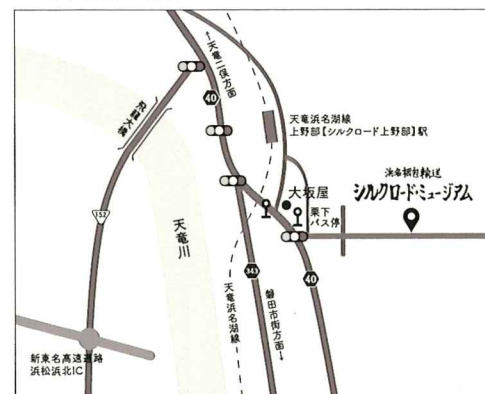 ↑天竜二俣方面
40
飛龍大橋
天竜浜名湖線
上野部【シルクロード上野部】駅
浜名梱包輸送
シルクロード・ミュージアム
大坂屋
栗下
バス停
152
天竜川
天竜浜名湖線
343
磐田市街方面→
40
新東名高速道路
浜松浜北IC